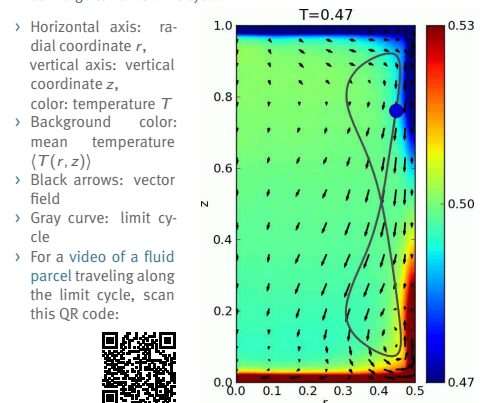 › Horizontal axis: ra-
dial coordinate r,
vertical axis: vertical
coordinate z,
color: temperature T
› Background color:
mean temperature
⟨T(r, z)⟩
› Black arrows: vector
field
› Gray curve: limit cy-
cle
› For a video of a fluid
parcel traveling along
the limit cycle, scan
this QR code:
T=0.47
1.0
0.8
0.6
0.4
0.2
0.0
z
0.0 0.1 0.2 0.3 0.4 0.5
r
0.53
0.50
0.47